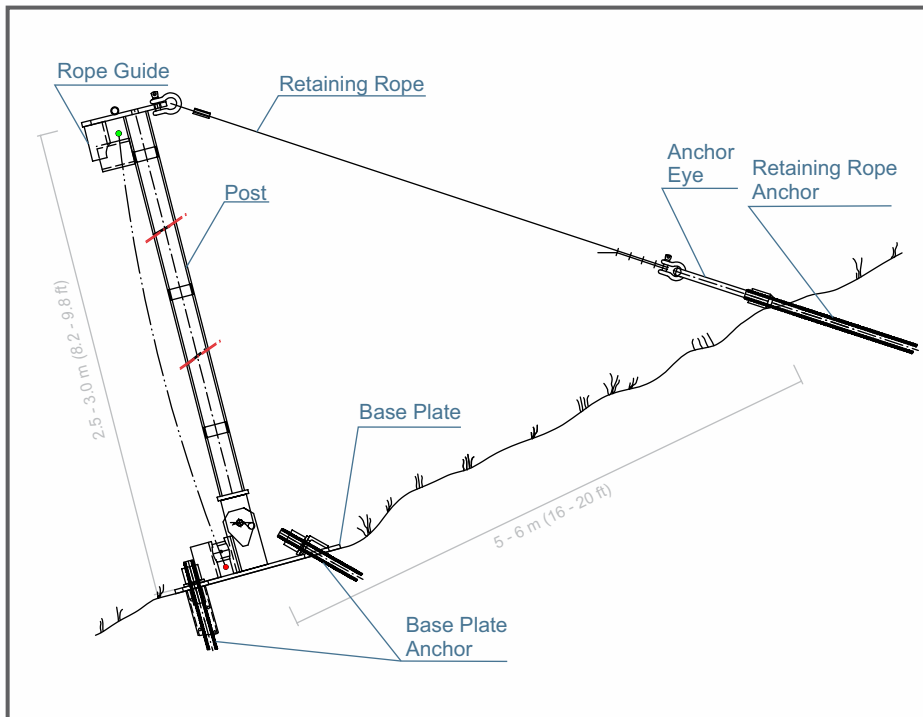 Rope Guide
Retaining Rope
Anchor
Eye
Retaining Rope
Anchor
Post
2.5 - 3.0 m (8.2 - 9.8 ft)
Base Plate
5 - 6 m (16 - 20 ft)
Base Plate
Anchor